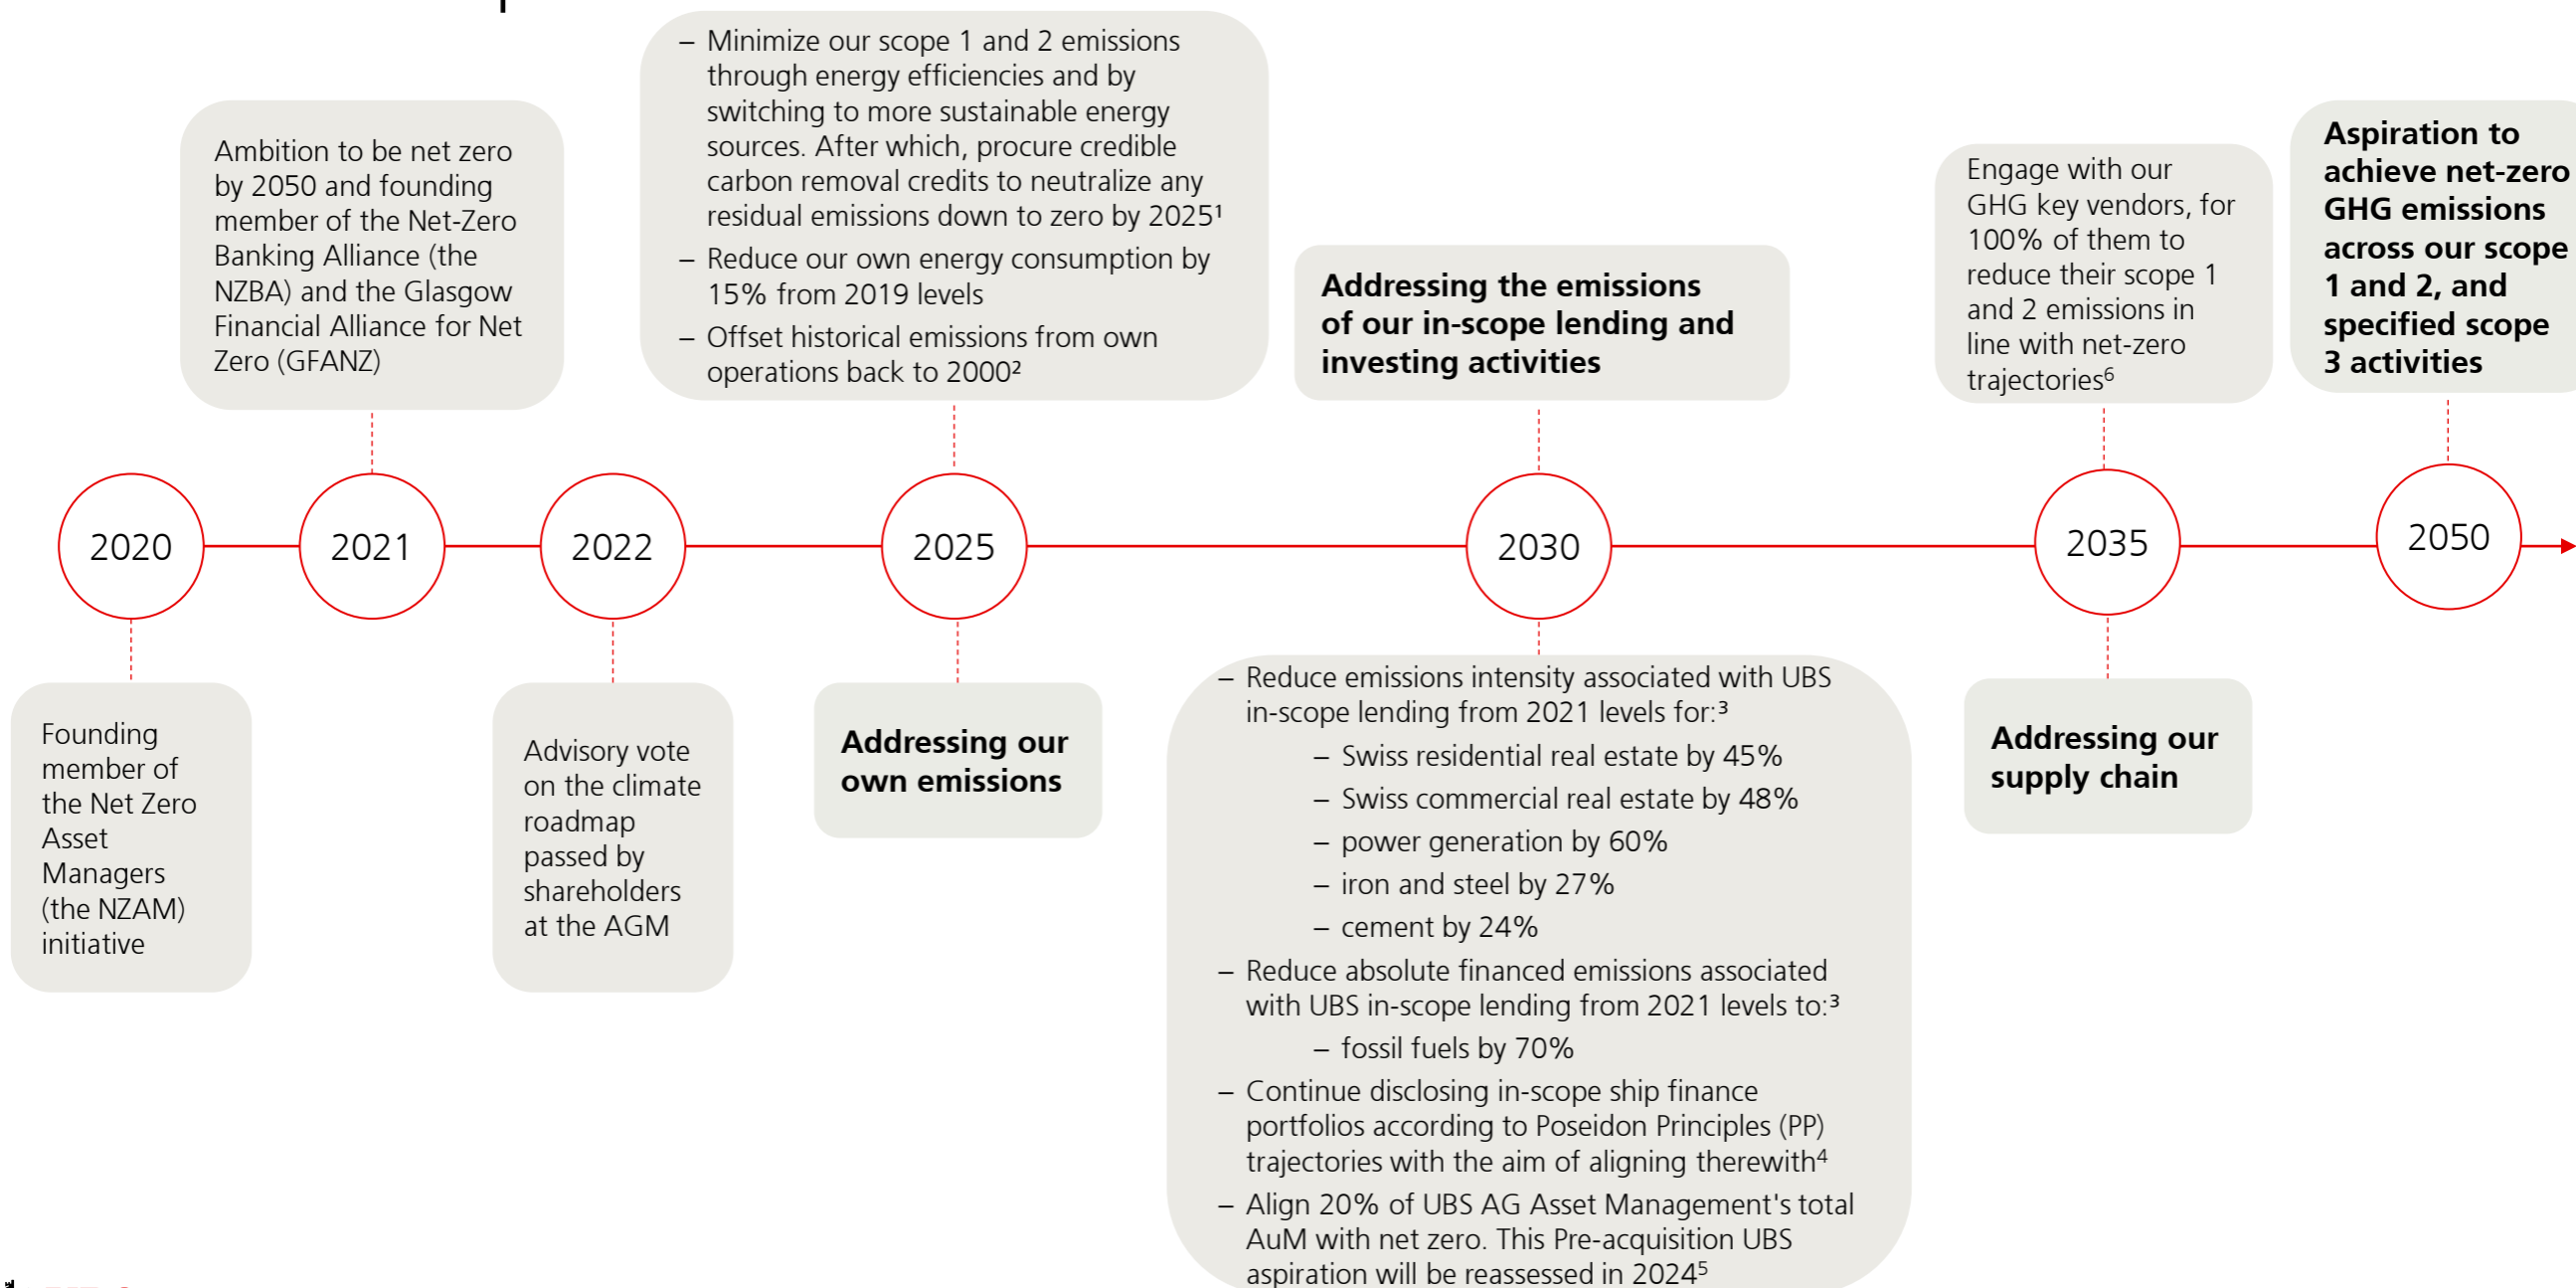 – Minimize our scope 1 and 2 emissions
through energy efficiencies and by
switching to more sustainable energy
sources. After which, procure credible
carbon removal credits to neutralize any
residual emissions down to zero by 2025¹
– Reduce our own energy consumption by
15% from 2019 levels
– Offset historical emissions from own
operations back to 2000²
Ambition to be net zero
by 2050 and founding
member of the Net-Zero
Banking Alliance (the
NZBA) and the Glasgow
Financial Alliance for Net
Zero (GFANZ)
Addressing the emissions
of our in-scope lending and
investing activities
Engage with our
GHG key vendors, for
100% of them to
reduce their scope 1
and 2 emissions in
line with net-zero
trajectories⁶
Aspiration to
achieve net-zero
GHG emissions
across our scope
1 and 2, and
specified scope
3 activities
2020
2021
2022
2025
2030
2035
2050
Founding
member of
the Net Zero
Asset
Managers
(the NZAM)
initiative
Advisory vote
on the climate
roadmap
passed by
shareholders
at the AGM
Addressing our
own emissions
– Reduce emissions intensity associated with UBS
in-scope lending from 2021 levels for:³
– Swiss residential real estate by 45%
– Swiss commercial real estate by 48%
– power generation by 60%
– iron and steel by 27%
– cement by 24%
– Reduce absolute financed emissions associated
with UBS in-scope lending from 2021 levels to:³
– fossil fuels by 70%
– Continue disclosing in-scope ship finance
portfolios according to Poseidon Principles (PP)
trajectories with the aim of aligning therewith⁴
– Align 20% of UBS AG Asset Management's total
AuM with net zero. This Pre-acquisition UBS
aspiration will be reassessed in 2024⁵
Addressing our
supply chain